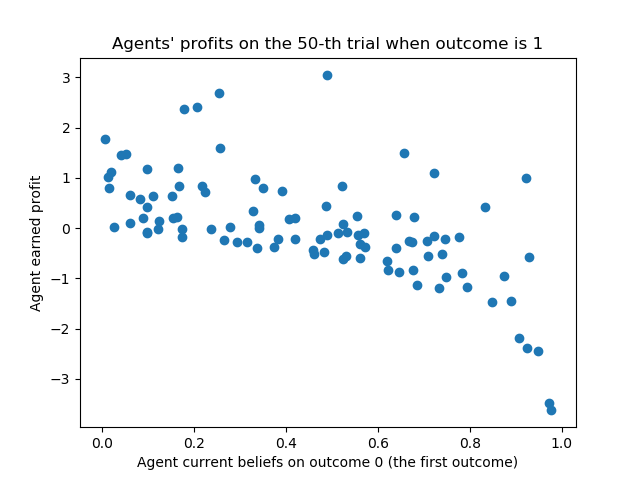 Agents' profits on the 50-th trial when outcome is 1
Agent earned profit
3
2
1
0
−1
−2
−3
0.0 0.2 0.4 0.6 0.8 1.0
Agent current beliefs on outcome 0 (the first outcome)